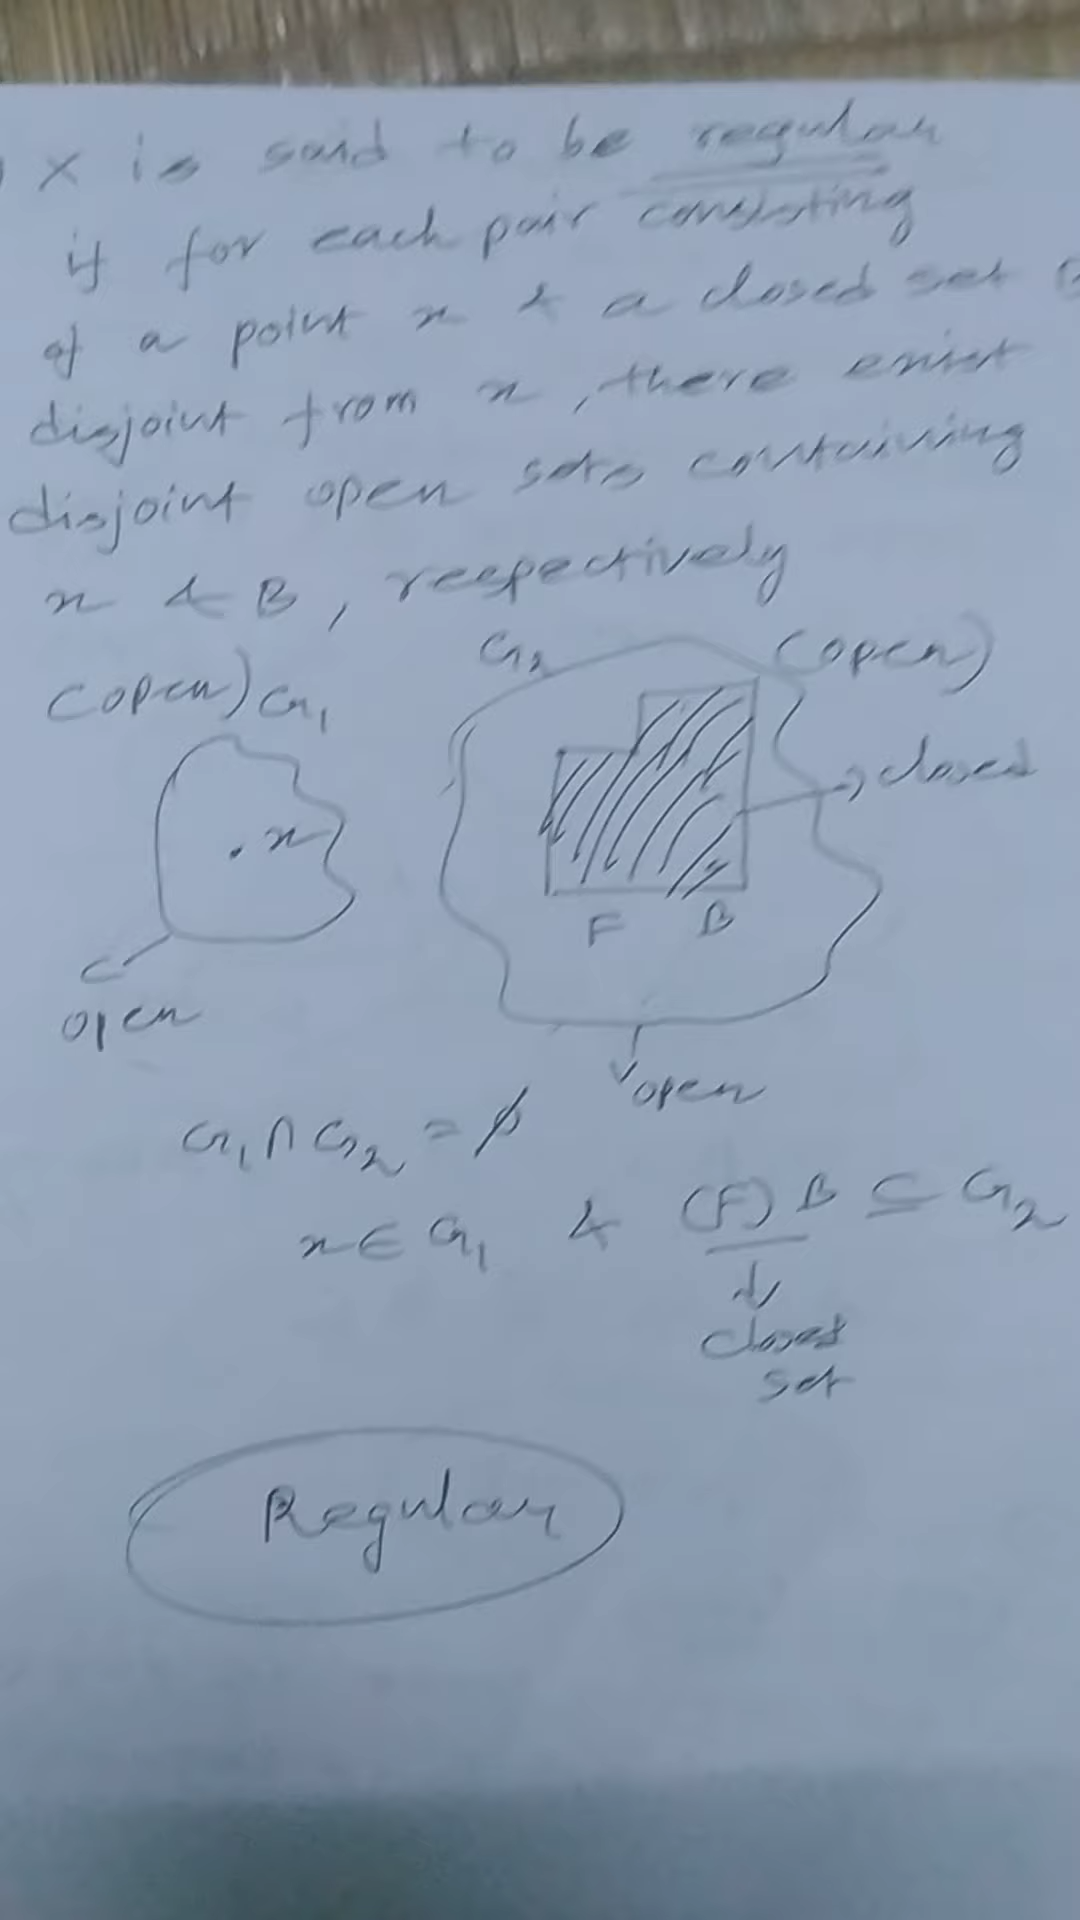 X is said to be regular
if for each pair consisting
of a point x & a closed set B
disjoint from x, there exist
disjoint open sets containing
x & B, respectively
(open) G₁
G₂
(open)
closed
x
F B
open
open
G₁ ∩ G₂ = ϕ
x ∈ G₁ & (F) B ⊆ G₂
↓
closed
set
Regular